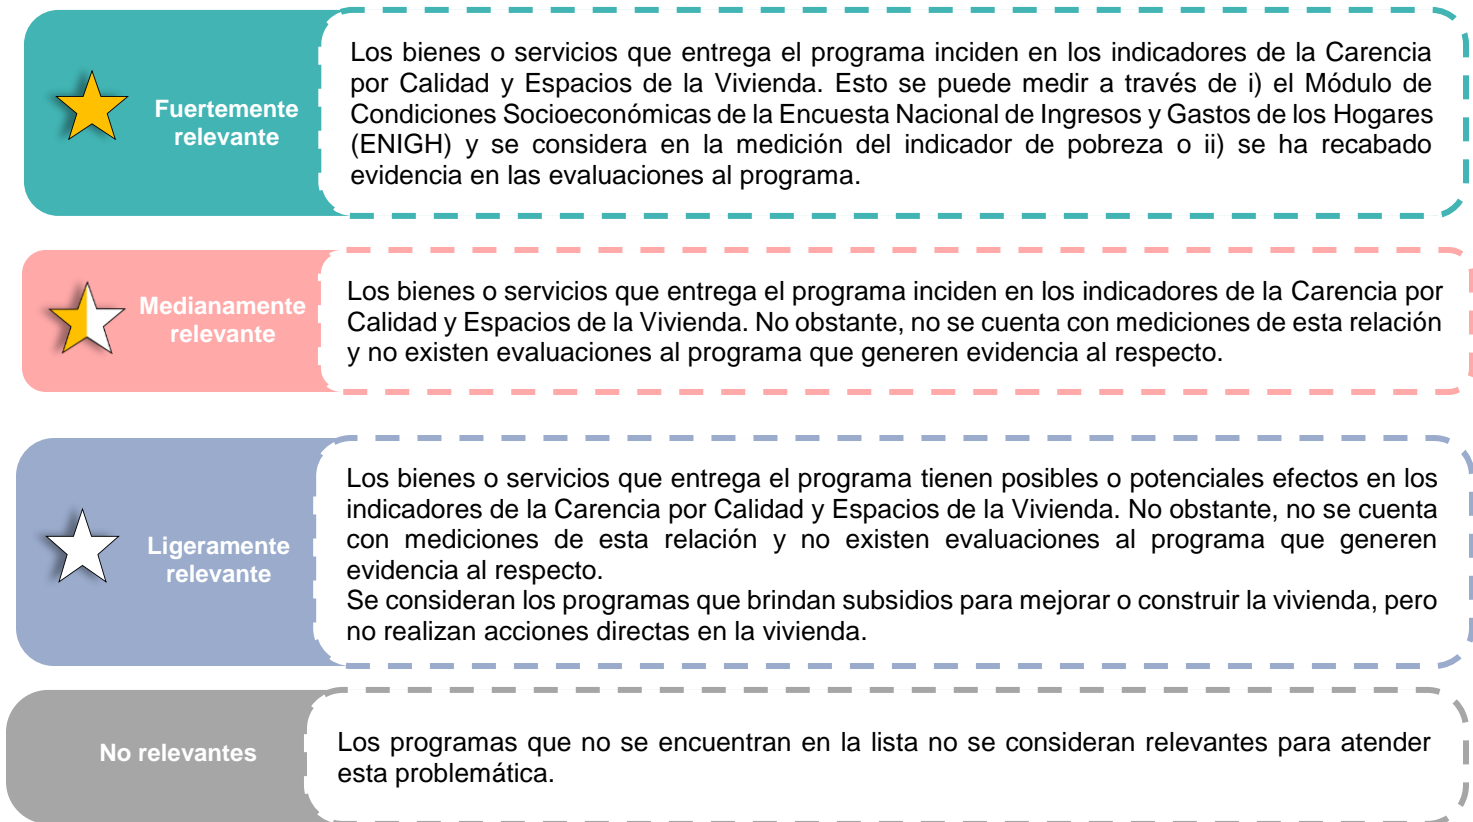 Fuertemente
relevante
Los bienes o servicios que entrega el programa inciden en los indicadores de la Carencia
por Calidad y Espacios de la Vivienda. Esto se puede medir a través de i) el Módulo de
Condiciones Socioeconómicas de la Encuesta Nacional de Ingresos y Gastos de los Hogares
(ENIGH) y se considera en la medición del indicador de pobreza o ii) se ha recabado
evidencia en las evaluaciones al programa.
Medianamente
relevante
Los bienes o servicios que entrega el programa inciden en los indicadores de la Carencia por
Calidad y Espacios de la Vivienda. No obstante, no se cuenta con mediciones de esta relación
y no existen evaluaciones al programa que generen evidencia al respecto.
Ligeramente
relevante
Los bienes o servicios que entrega el programa tienen posibles o potenciales efectos en los
indicadores de la Carencia por Calidad y Espacios de la Vivienda. No obstante, no se cuenta
con mediciones de esta relación y no existen evaluaciones al programa que generen
evidencia al respecto.
Se consideran los programas que brindan subsidios para mejorar o construir la vivienda, pero
no realizan acciones directas en la vivienda.
No relevantes
Los programas que no se encuentran en la lista no se consideran relevantes para atender
esta problemática.